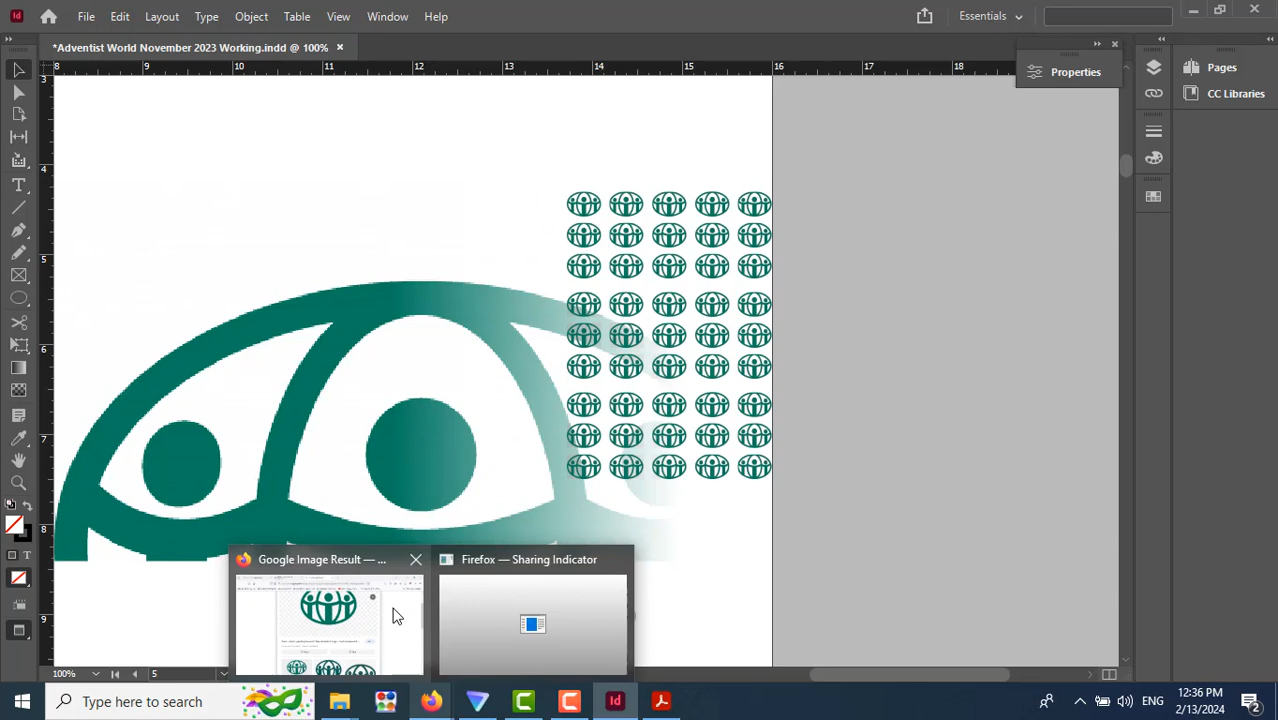 File Edit Layout Type Object Table View Window Help
Essentials
*Adventist World November 2023 Working.indd @ 100%
8 9 10 11 12 13 14 15 16 17 18
3
4
5
6
7
8
9
Properties
Pages
CC Libraries
Google Image Result — ...
Firefox — Sharing Indicator
100%
5
Type here to search
ENG
12:36 PM
2/13/2024
2